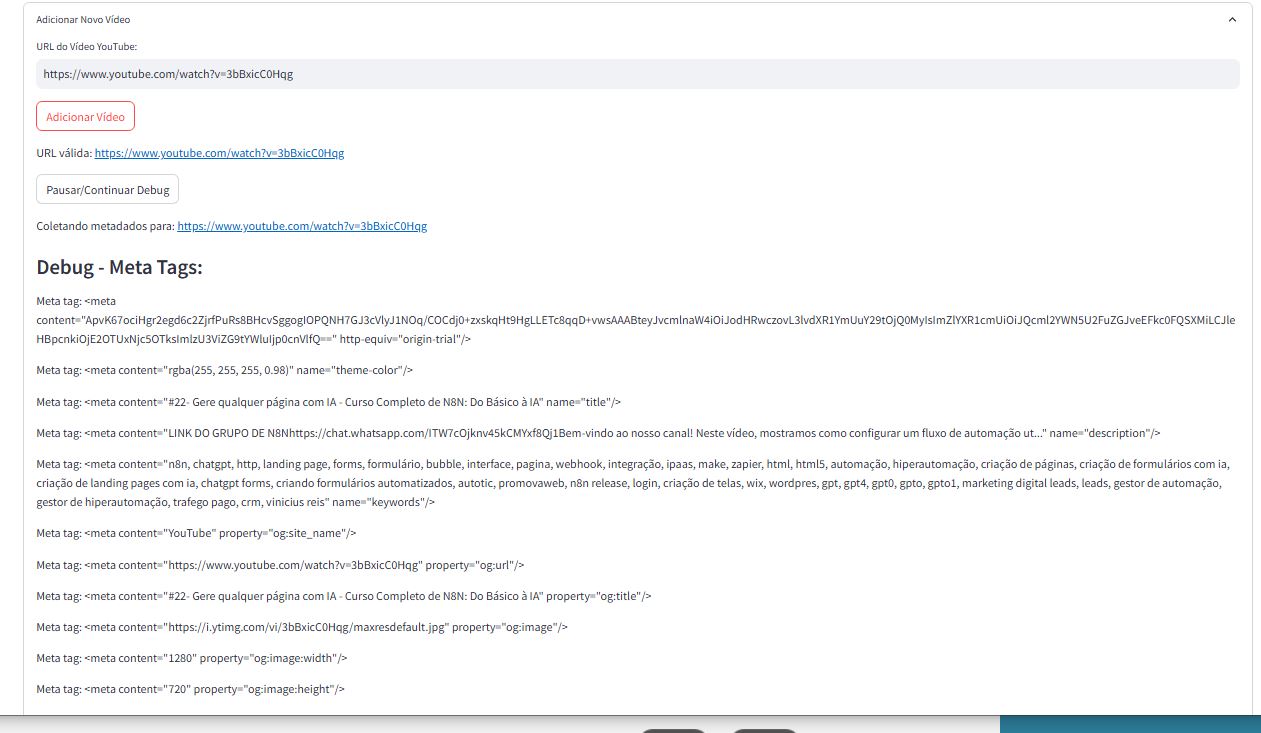 Adicionar Novo Vídeo
URL do Vídeo YouTube:
https://www.youtube.com/watch?v=3bBxicC0Hqg
Adicionar Vídeo
URL válida: https://www.youtube.com/watch?v=3bBxicC0Hqg
Pausar/Continuar Debug
Coletando metadados para: https://www.youtube.com/watch?v=3bBxicC0Hqg
Debug - Meta Tags:
Meta tag: <meta
content="ApvK67ociHgr2egd6c2ZjrfPuRs8BHcvSggogIOPQNH7GJ3cVlyJ1NOq/COCdj0+zxskqHt9HgLLETc8qqD+vwsAAABteyJvcmlnaW4iOiJodHRwczovL3lvdXR1YmUuY29tOjQ0MyIsImZlYXR1cmUiOiJQcml2YWN5U2FuZGJveEFkc0FQSXMiLCJle
HBpcnkiOjE2OTUxNjc5OTksImlzU3ViZG9tYWluIjp0cnVlfQ==" http-equiv="origin-trial"/>
Meta tag: <meta content="rgba(255, 255, 255, 0.98)" name="theme-color"/>
Meta tag: <meta content="#22- Gere qualquer página com IA - Curso Completo de N8N: Do Básico à IA" name="title"/>
Meta tag: <meta content="LINK DO GRUPO DE N8Nhttps://chat.whatsapp.com/ITW7cOjknv45kCMYxf8Qj1Bem-vindo ao nosso canal! Neste vídeo, mostramos como configurar um fluxo de automação ut..." name="description"/>
Meta tag: <meta content="n8n, chatgpt, http, landing page, forms, formulário, bubble, interface, pagina, webhook, integração, ipaas, make, zapier, html, html5, automação, hiperautomação, criação de páginas, criação de formulários com ia,
criação de landing pages com ia, chatgpt forms, criando formulários automatizados, autotic, promovaweb, n8n release, login, criação de telas, wix, wordpres, gpt, gpt4, gpt0, gpto, gpto1, marketing digital leads, leads, gestor de automação,
gestor de hiperautomação, trafego pago, crm, vinicius reis" name="keywords"/>
Meta tag: <meta content="YouTube" property="og:site_name"/>
Meta tag: <meta content="https://www.youtube.com/watch?v=3bBxicC0Hqg" property="og:url"/>
Meta tag: <meta content="#22- Gere qualquer página com IA - Curso Completo de N8N: Do Básico à IA" property="og:title"/>
Meta tag: <meta content="https://i.ytimg.com/vi/3bBxicC0Hqg/maxresdefault.jpg" property="og:image"/>
Meta tag: <meta content="1280" property="og:image:width"/>
Meta tag: <meta content="720" property="og:image:height"/>